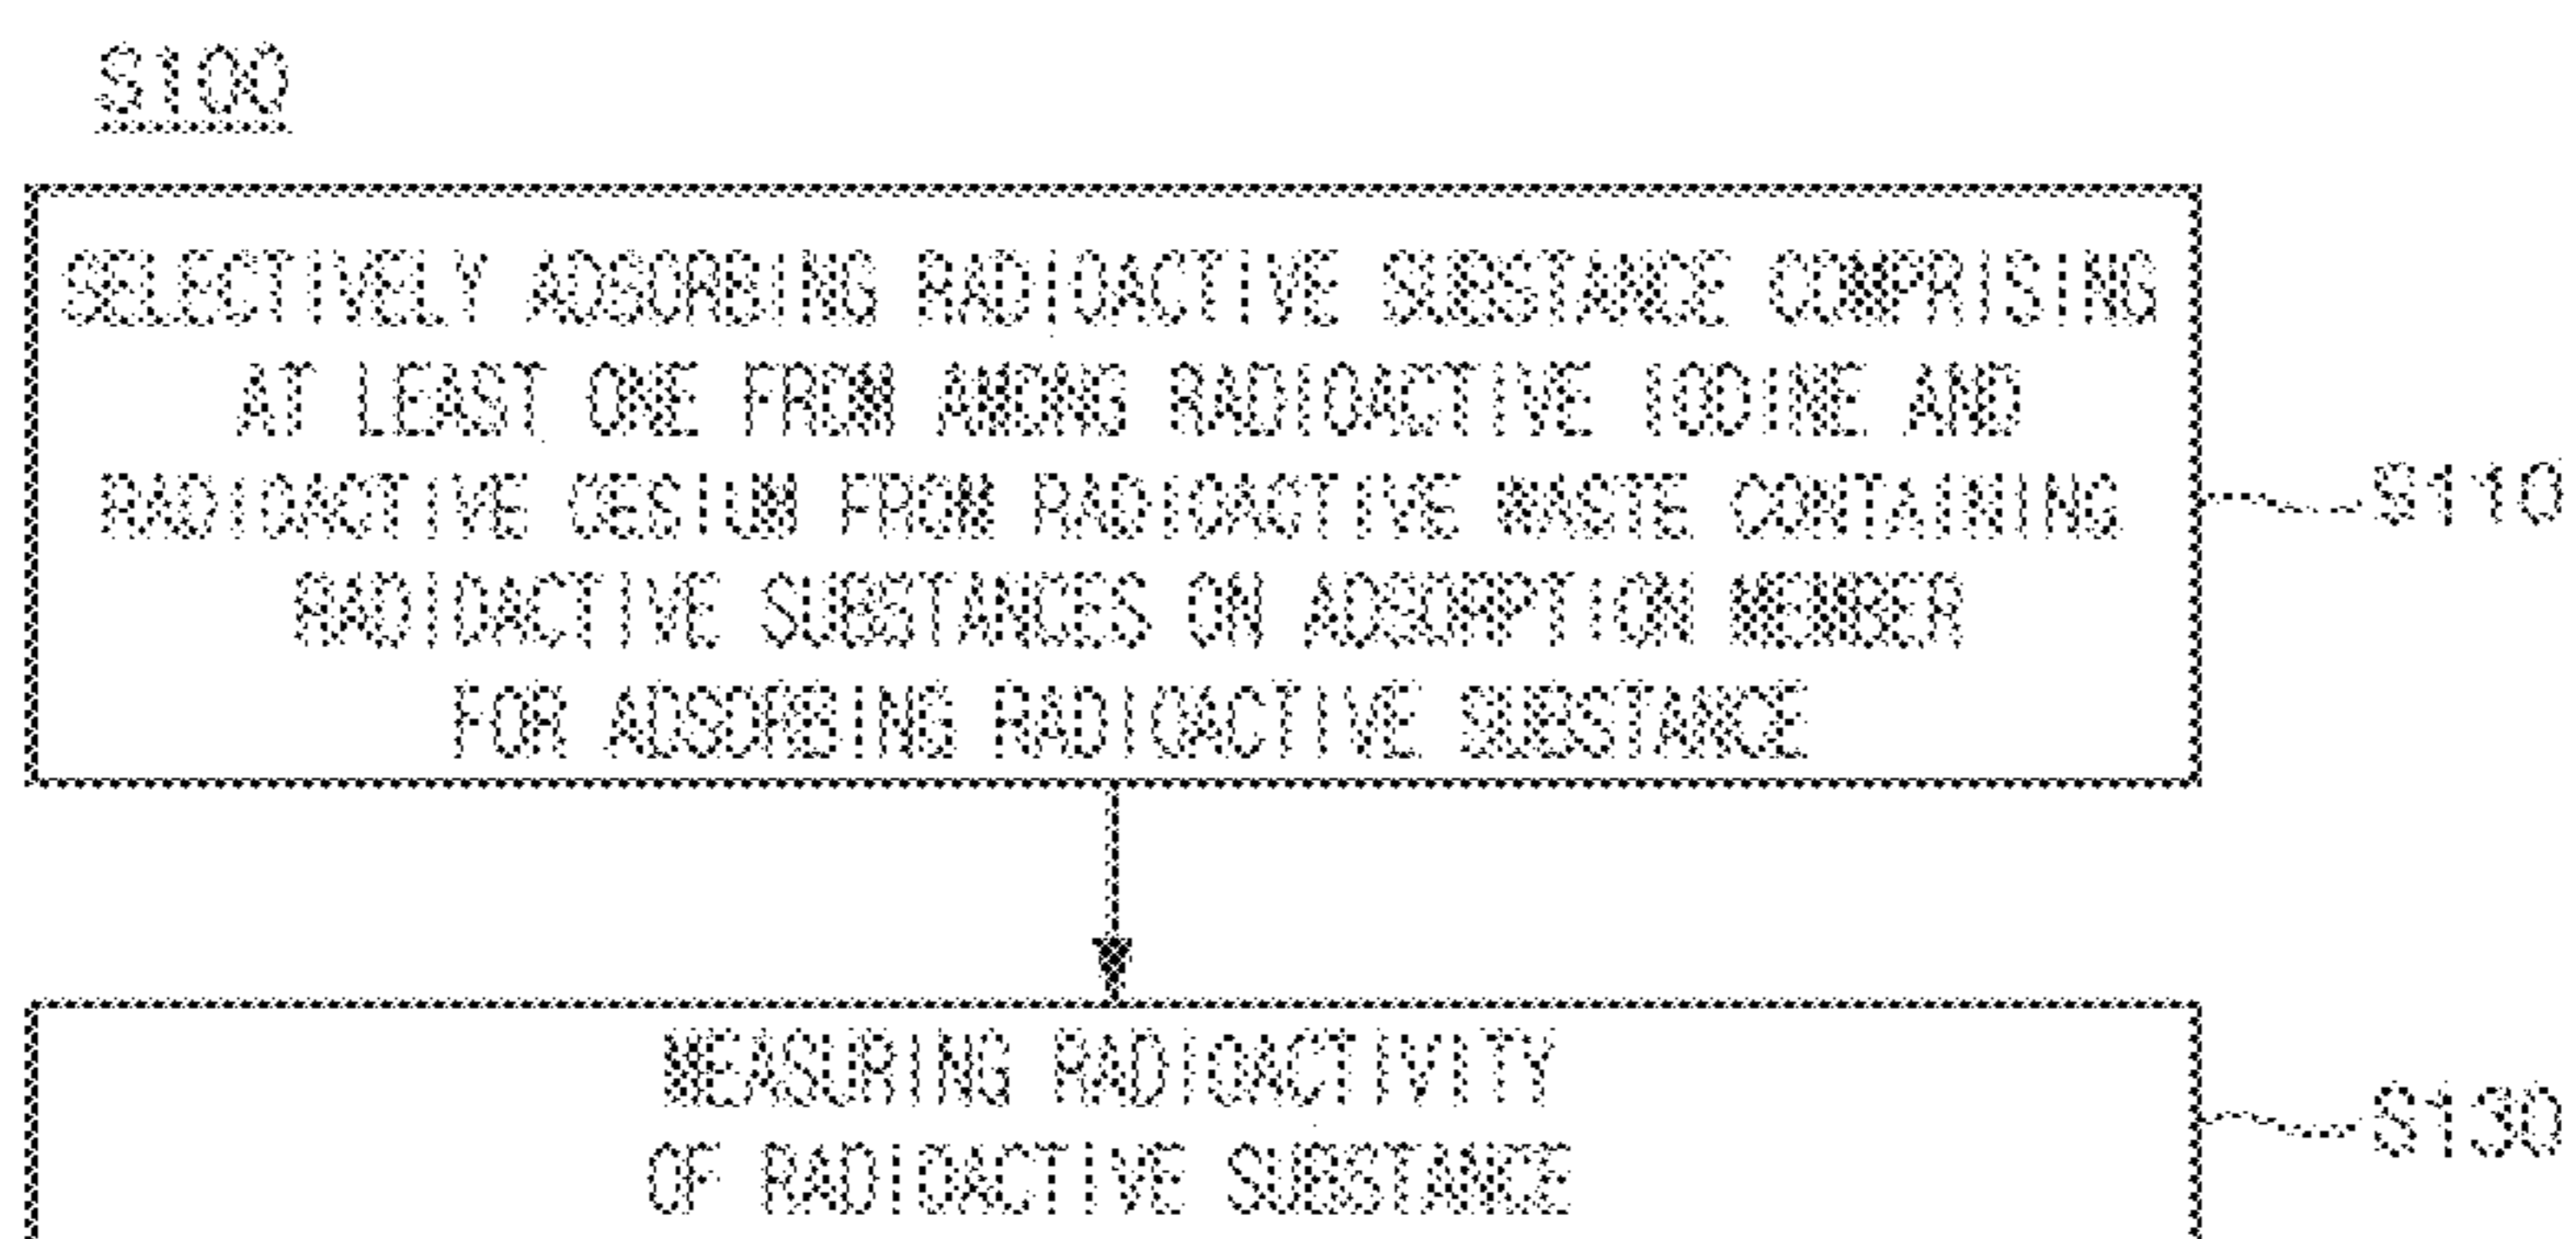 S100
SELECTIVELY ADSORBING RADIOACTIVE SUBSTANCE COMPRISING
AT LEAST ONE FROM AMONG RADIOACTIVE IODINE AND
RADIOACTIVE CESIUM FROM RADIOACTIVE WASTE CONTAINING
RADIOACTIVE SUBSTANCES ON ADSORPTION MEMBER
FOR ADSORBING RADIOACTIVE SUBSTANCE
S110
MEASURING RADIOACTIVITY
OF RADIOACTIVE SUBSTANCE
S130